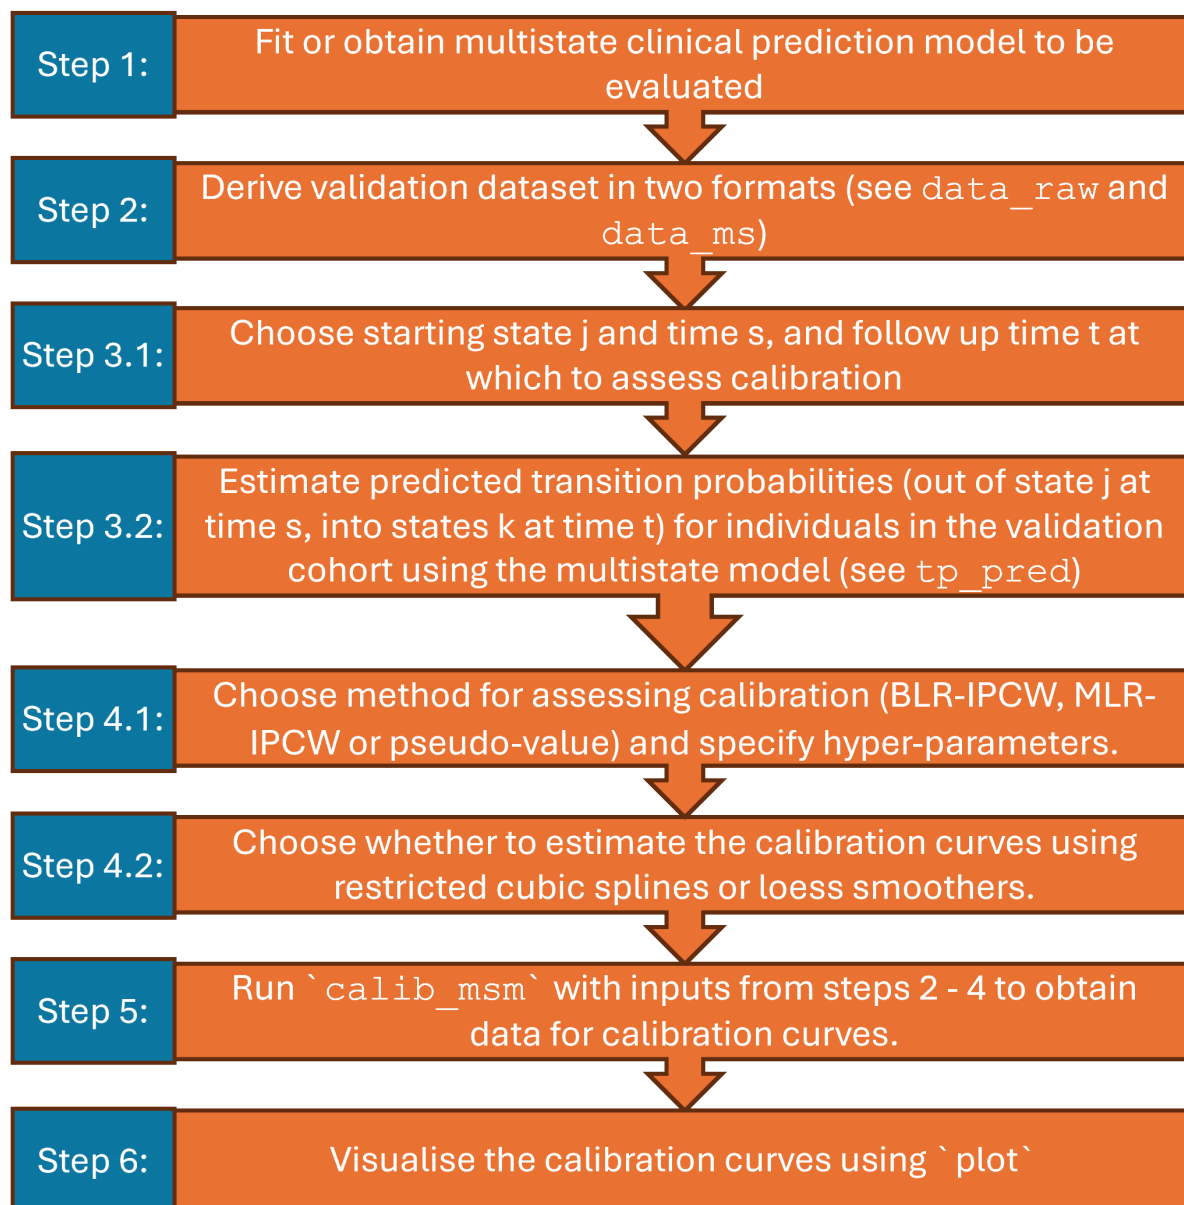 Step 1:
Fit or obtain multistate clinical prediction model to be
evaluated
Step 2:
Derive validation dataset in two formats (see data_raw and
data_ms)
Step 3.1:
Choose starting state j and time s, and follow up time t at
which to assess calibration
Step 3.2:
Estimate predicted transition probabilities (out of state j at
time s, into states k at time t) for individuals in the validation
cohort using the multistate model (see tp_pred)
Step 4.1:
Choose method for assessing calibration (BLR-IPCW, MLR-
IPCW or pseudo-value) and specify hyper-parameters.
Step 4.2:
Choose whether to estimate the calibration curves using
restricted cubic splines or loess smoothers.
Step 5:
Run `calib_msm` with inputs from steps 2 - 4 to obtain
data for calibration curves.
Step 6:
Visualise the calibration curves using `plot`